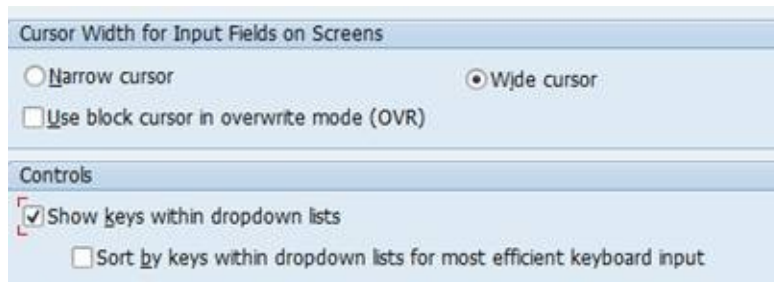 Cursor Width for Input Fields on Screens
Narrow cursor Wide cursor
Use block cursor in overwrite mode (OVR)
Controls
Show keys within dropdown lists
Sort by keys within dropdown lists for most efficient keyboard input